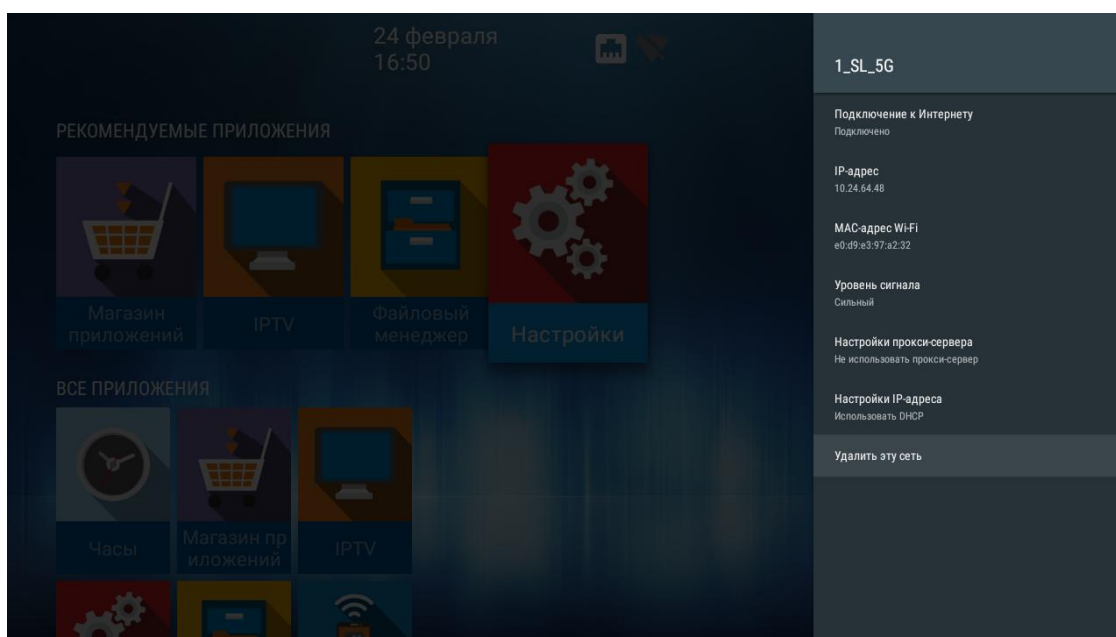 24 февраля
16:50
РЕКОМЕНДУЕМЫЕ ПРИЛОЖЕНИЯ
Магазин
приложений
IPTV
Файловый
менеджер
Настройки
ВСЕ ПРИЛОЖЕНИЯ
Часы
Магазин пр
иложений
IPTV
1_SL_5G
Подключение к Интернету
Подключено
IP-адрес
10.24.64.48
MAC-адрес Wi-Fi
e0:d9:e3:97:a2:32
Уровень сигнала
Сильный
Настройки прокси-сервера
Не использовать прокси-сервер
Настройки IP-адреса
Использовать DHCP
Удалить эту сеть